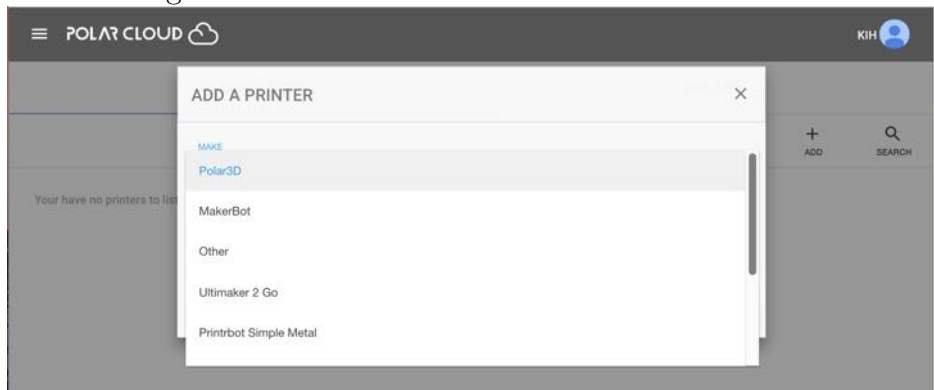 POLAR CLOUD
KIH
ADD A PRINTER
ADD
SEARCH
MAKE
Polar3D
Your have no printers to list
MakerBot
Other
Ultimaker 2 Go
Printrbot Simple Metal